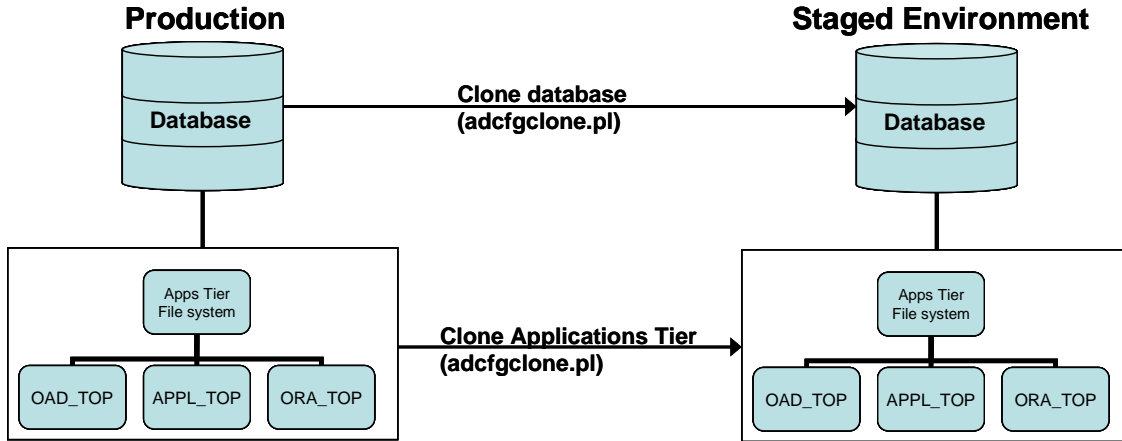 Production
Staged Environment
Database
Clone database
(adcfgclone.pl)
Database
Apps Tier
File system
OAD_TOP
APPL_TOP
ORA_TOP
Clone Applications Tier
(adcfgclone.pl)
Apps Tier
File system
OAD_TOP
APPL_TOP
ORA_TOP